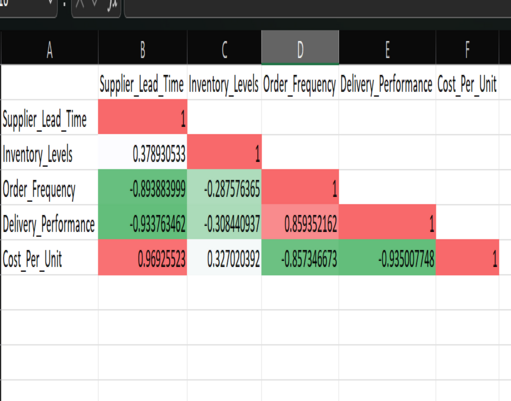 A B C D E F
Supplier_Lead_Time Inventory_Levels Order_Frequency Delivery_Performance Cost_Per_Unit
Supplier_Lead_Time 1
Inventory_Levels 0.378930533 1
Order_Frequency -0.893883999 -0.287576365 1
Delivery_Performance -0.933763462 -0.308440937 0.859352162 1
Cost_Per_Unit 0.96925523 0.327020392 -0.857346673 -0.935007748 1